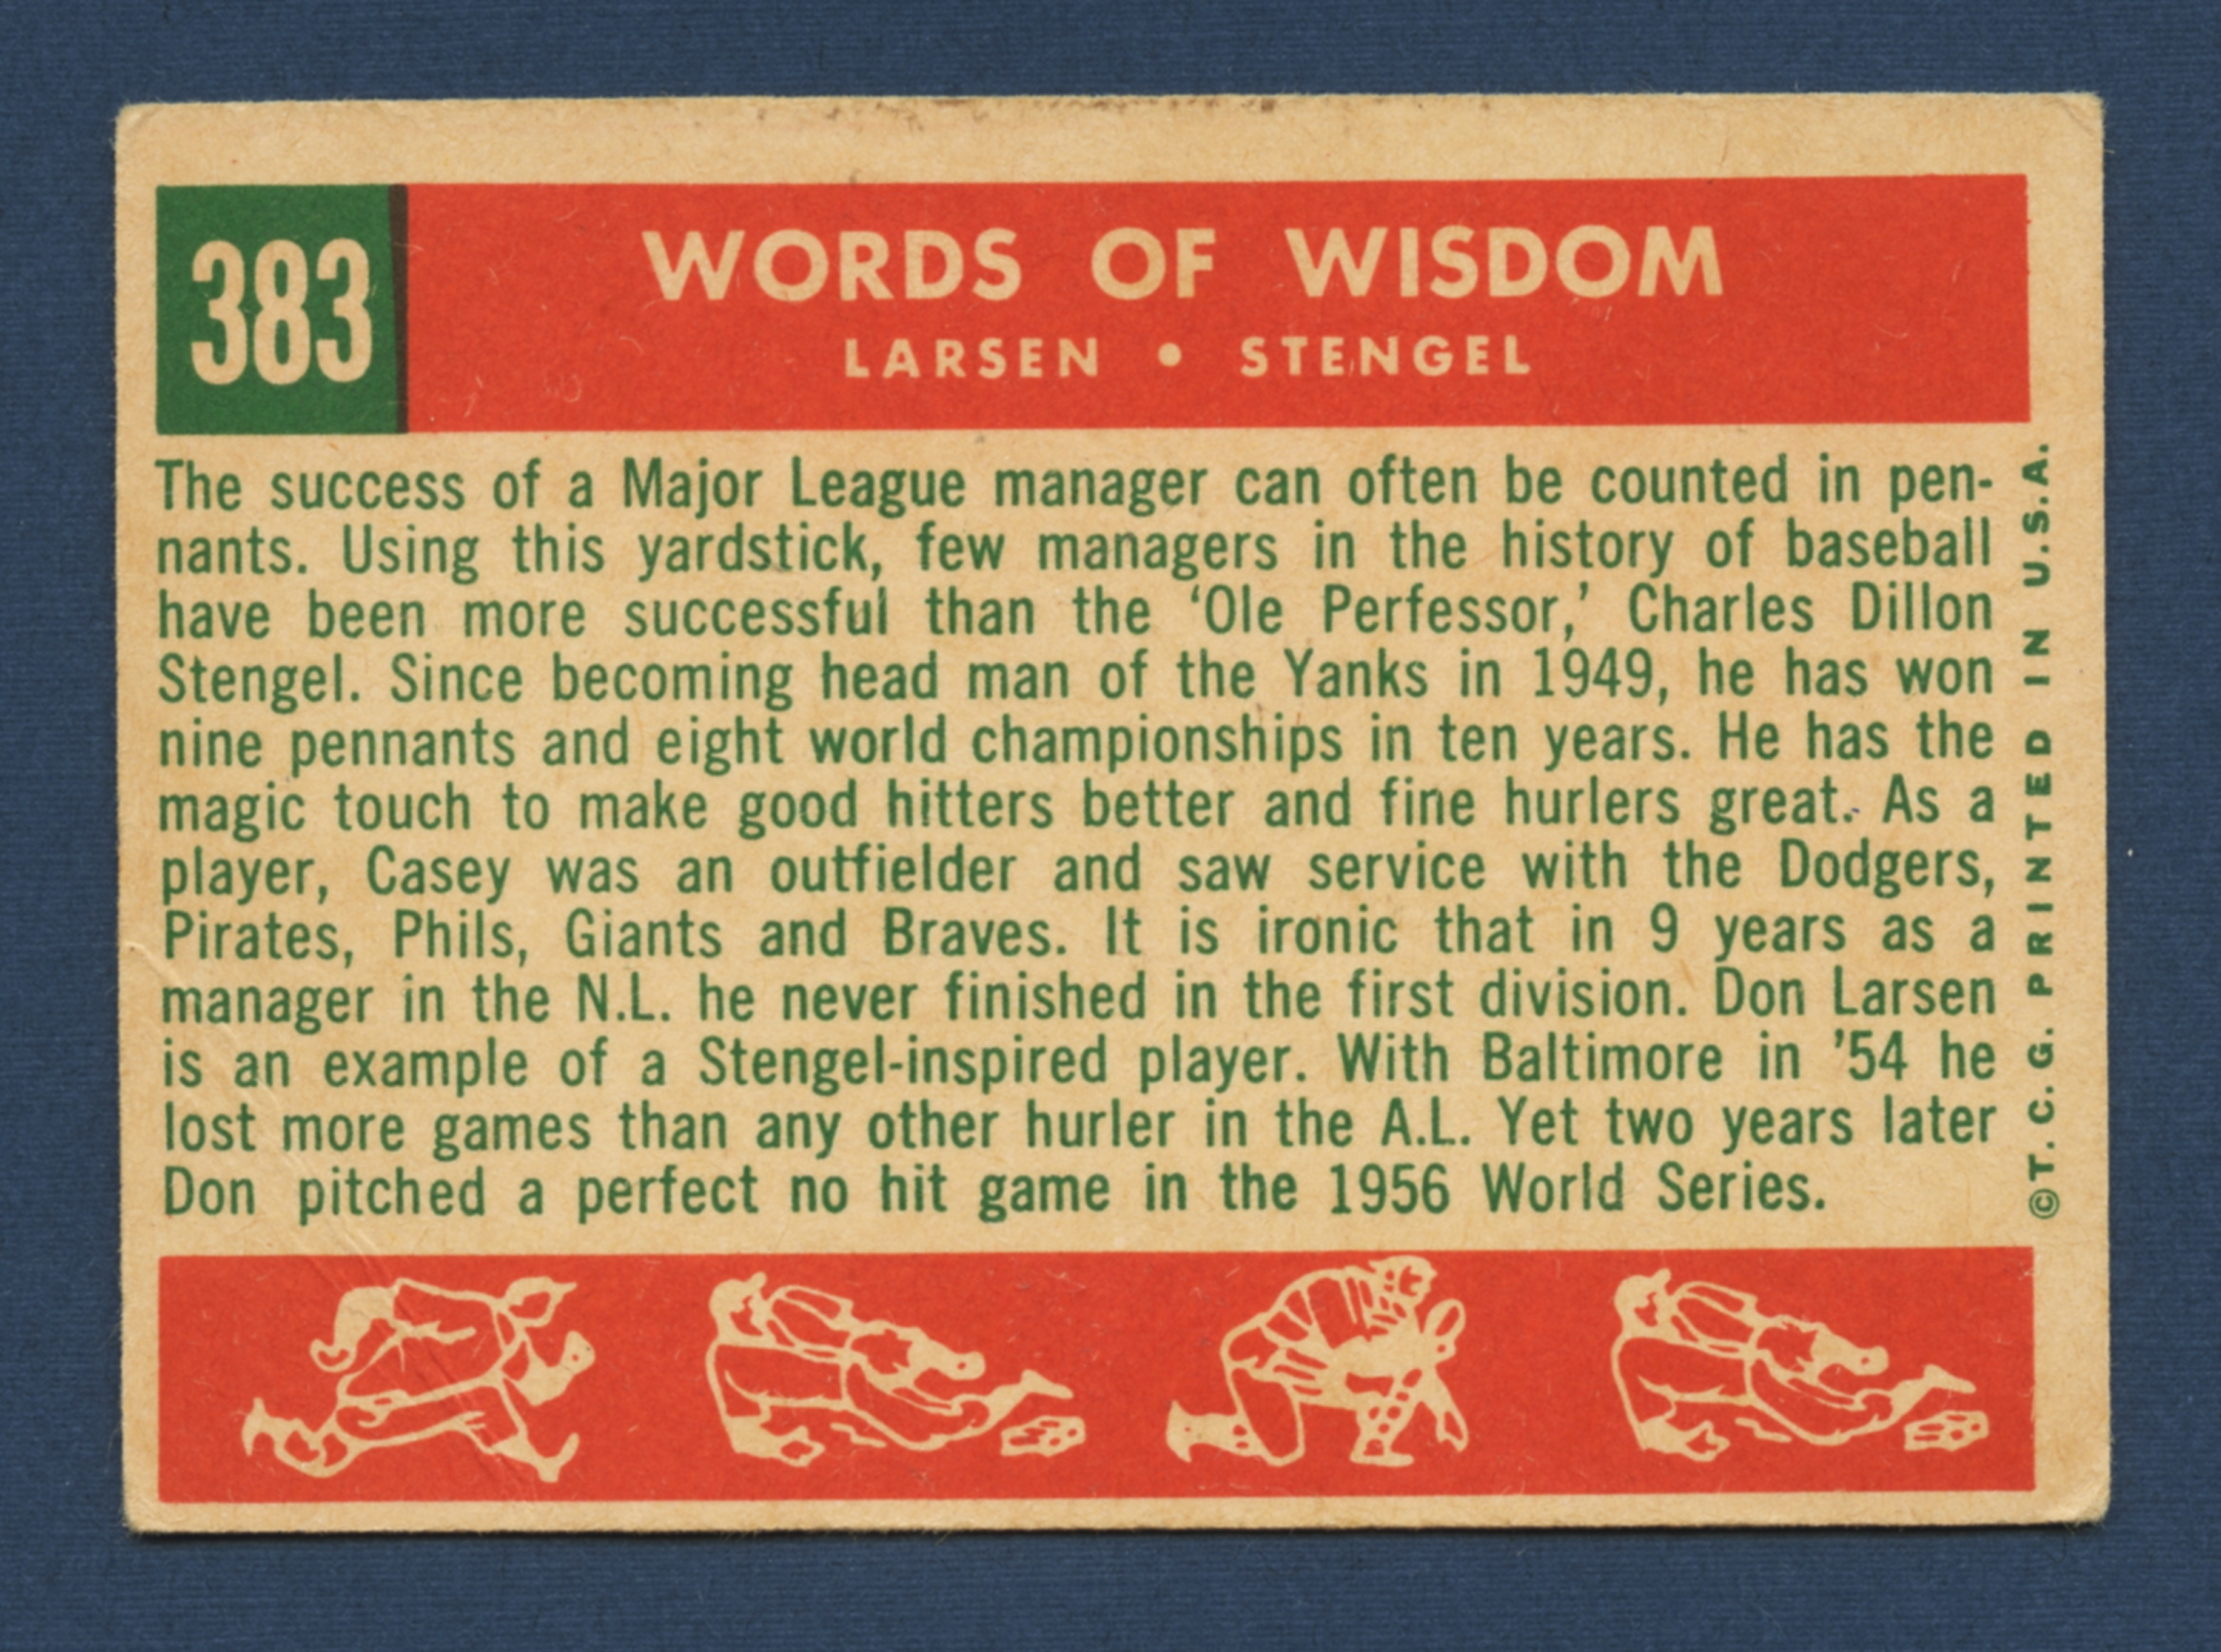 383
WORDS OF WISDOM
LARSEN • STENGEL
The success of a Major League manager can often be counted in pen-
nants. Using this yardstick, few managers in the history of baseball
have been more successful than the ‘Ole Perfessor,’ Charles Dillon
Stengel. Since becoming head man of the Yanks in 1949, he has won
nine pennants and eight world championships in ten years. He has the
magic touch to make good hitters better and fine hurlers great. As a
player, Casey was an outfielder and saw service with the Dodgers,
Pirates, Phils, Giants and Braves. It is ironic that in 9 years as a
manager in the N.L. he never finished in the first division. Don Larsen
is an example of a Stengel-inspired player. With Baltimore in ’54 he
lost more games than any other hurler in the A.L. Yet two years later
Don pitched a perfect no hit game in the 1956 World Series.
©T. C. G. PRINTED IN U.S.A.